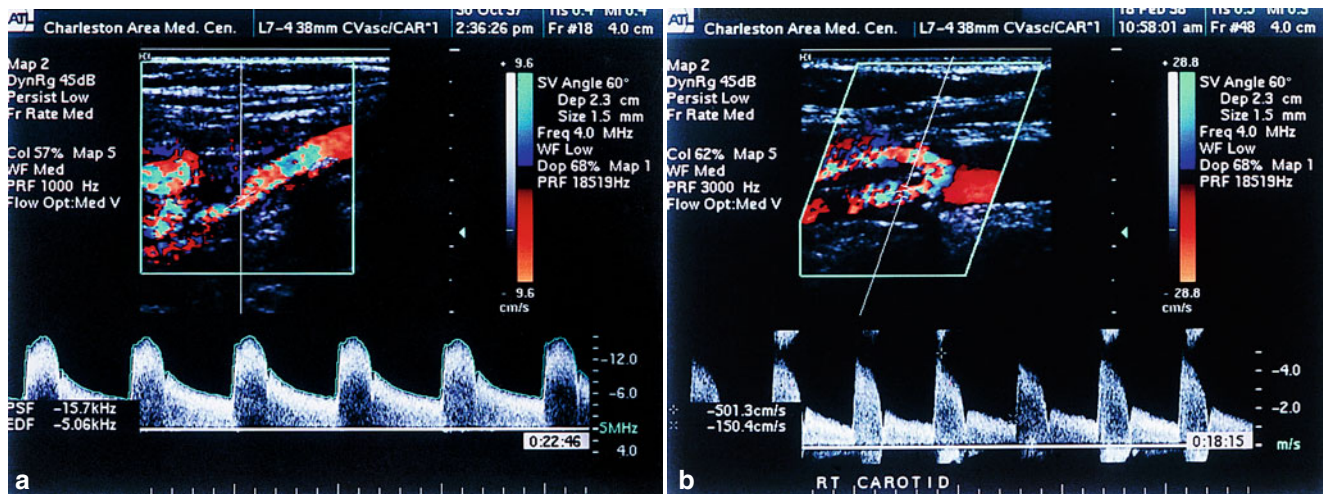 ATL
Charleston Area Med. Cen.
L7-4 38mm CVasc/CAR*1
2:36:26 pm
Fr #18
4.0 cm
Map 2
DynRg 45dB
Persist Low
Fr Rate Med
Col 57% Map 5
WF Med
PRF 1000 Hz
Flow Opt:Med V
+ 9.6
- 9.6
cm/s
SV Angle 60°
Dep 2.3 cm
Size 1.5 mm
Freq 4.0 MHz
WF Low
Dop 68% Map 1
PRF 18519Hz
-12.0
-6.0
5MHz
4.0
PSF -15.7kHz
EDF -5.06kHz
0:22:46
a
ATL
Charleston Area Med. Cen.
L7-4 38mm CVasc/CAR*1
10:58:01 am
Fr #48
4.0 cm
Map 2
DynRg 45dB
Persist Low
Fr Rate Med
Col 62% Map 5
WF Med
PRF 3000 Hz
Flow Opt:Med V
+ 28.8
- 28.8
cm/s
SV Angle 60°
Dep 2.3 cm
Size 1.5 mm
Freq 4.0 MHz
WF Low
Dop 68% Map 1
PRF 18519Hz
-4.0
-2.0
m/s
-501.3cm/s
-150.4cm/s
0:18:15
RT CAROTID
b